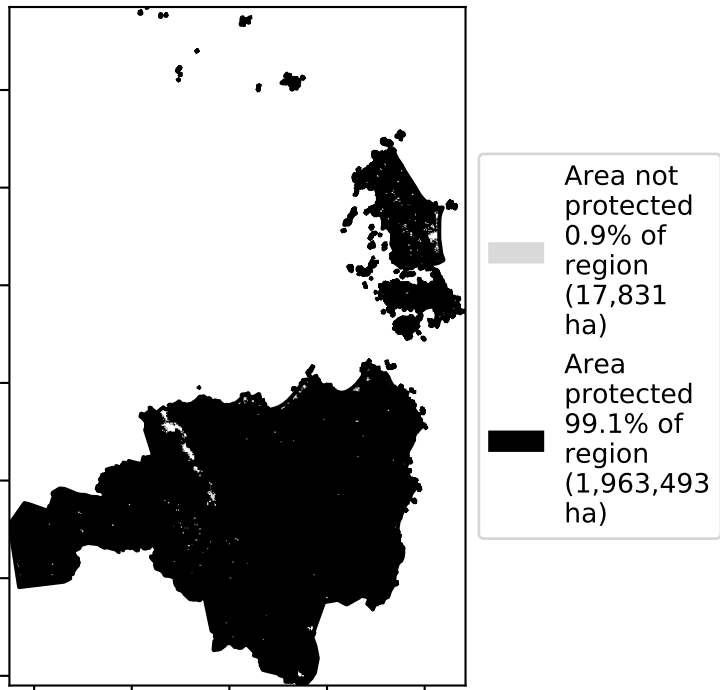 Area not
protected
0.9% of
region
(17,831
ha)
Area
protected
99.1% of
region
(1,963,493
ha)